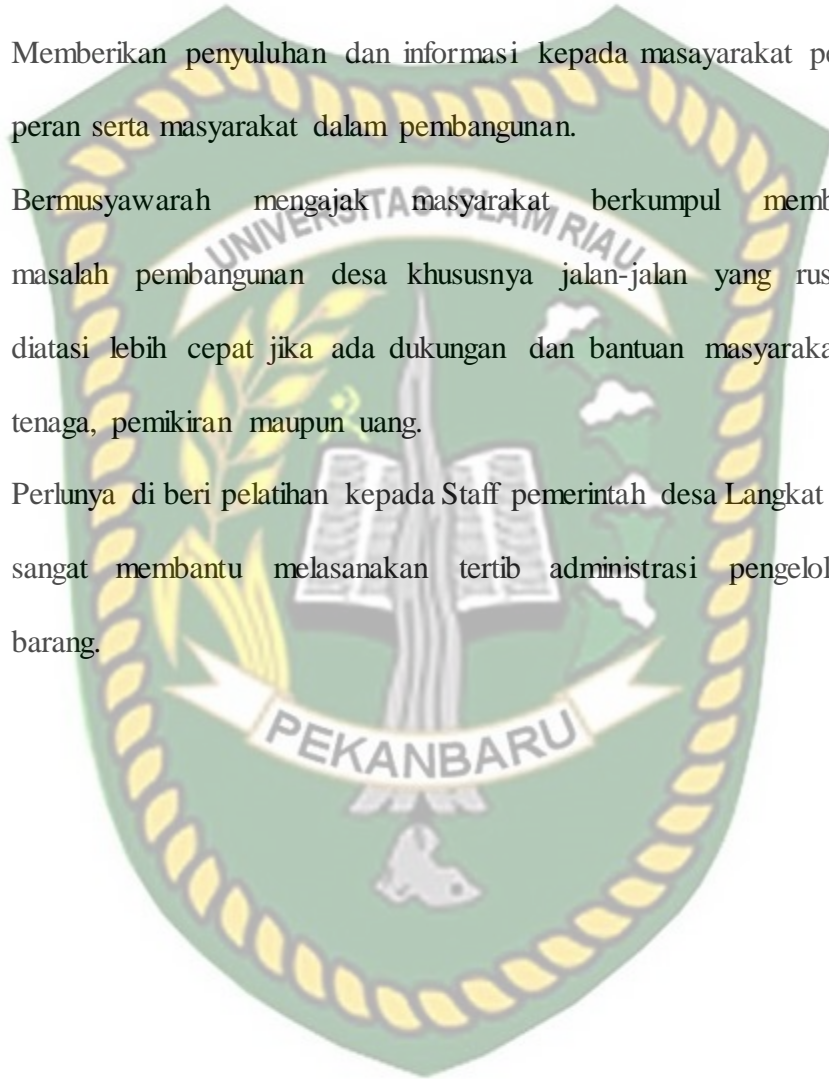 Memberikan penyuluhan dan informasi kepada masayarakat
peran serta masyarakat dalam pembangunan.
Bermusyawarah mengajak masyarakat berkumpul
UNIVERSITAS ISLAM RIAU
masalah pembangunan desa khususnya jalan-jalan yang
diatasi lebih cepat jika ada dukungan dan bantuan
tenaga, pemikiran maupun uang.
Perlunya di beri pelatihan kepada Staff pemerintah desa Langkat
sangat membantu melasanakan tertib administrasi
barang.
PEKANBARU